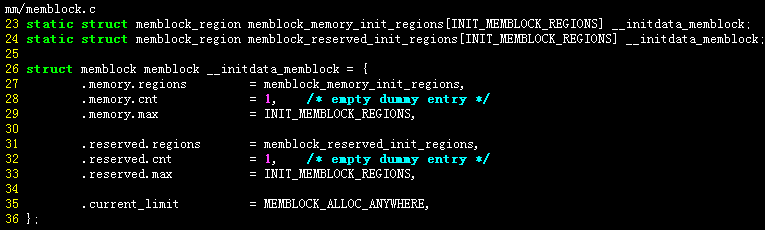 mm/memblock.c
23 static struct memblock_region memblock_memory_init_regions[INIT_MEMBLOCK_REGIONS] __initdata_memblock;
24 static struct memblock_region memblock_reserved_init_regions[INIT_MEMBLOCK_REGIONS] __initdata_memblock;
25
26 struct memblock memblock __initdata_memblock = {
27         .memory.regions         = memblock_memory_init_regions,
28         .memory.cnt             = 1,    /* empty dummy entry */
29         .memory.max             = INIT_MEMBLOCK_REGIONS,
30
31         .reserved.regions       = memblock_reserved_init_regions,
32         .reserved.cnt           = 1,    /* empty dummy entry */
33         .reserved.max           = INIT_MEMBLOCK_REGIONS,
34
35         .current_limit          = MEMBLOCK_ALLOC_ANYWHERE,
36 };